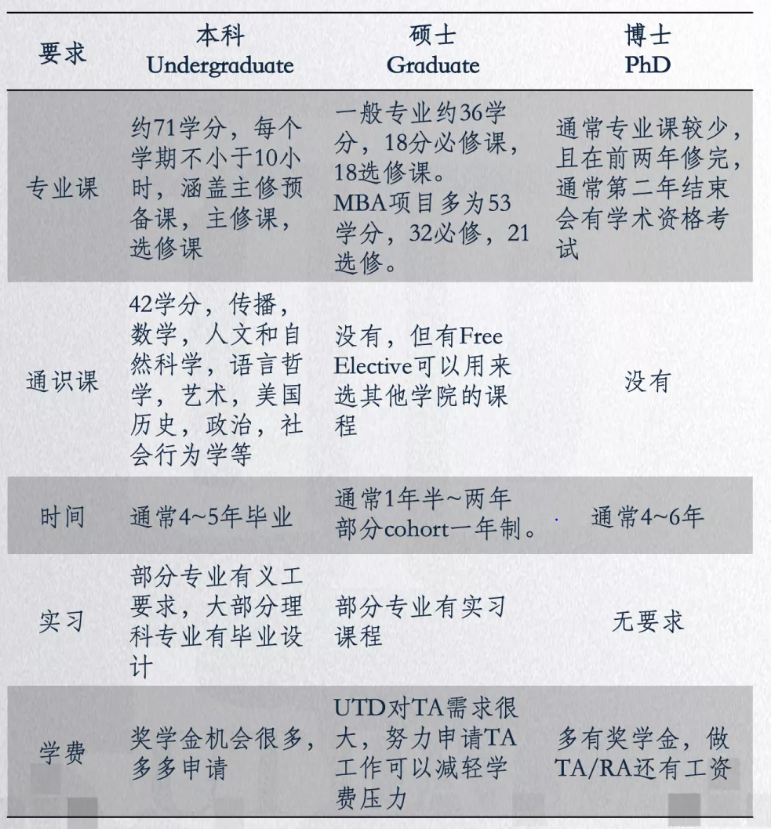 要求
本科
Undergraduate
硕士
Graduate
博士
PhD
专业课
约71学分，每个
学期不小于10小
时，涵盖主修预
备课，主修课，
选修课
一般专业约36学
分，18分必修课，
18选修课。
MBA项目多为53
学分，32必修，21
选修。
通常专业课较少，
且在前两年修完，
通常第二年结束
会有学术资格考
试
通识课
42学分，传播，
数学，人文和自
然科学，语言哲
学，艺术，美国
历史，政治，社
会行为学等
没有，但有Free
Elective可以用来
选其他学院的课
程
没有
时间
通常4~5年毕业
通常1年半~两年
部分cohort一年制。
通常4~6年
实习
部分专业有义工
要求，大部分理
科专业有毕业设
计
部分专业有实习
课程
无要求
学费
奖学金机会很多，
多多申请
UTD对TA需求很
大，努力申请TA
工作可以减轻学
费压力
多有奖学金，做
TA/RA还有工资